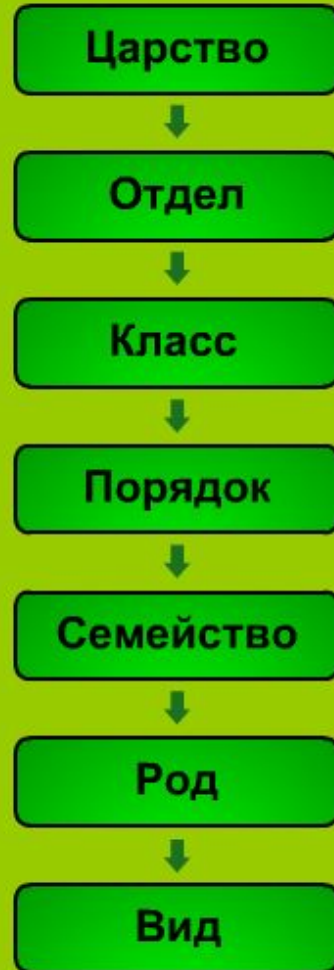 Царство
Отдел
Класс
Порядок
Семейство
Род
Вид